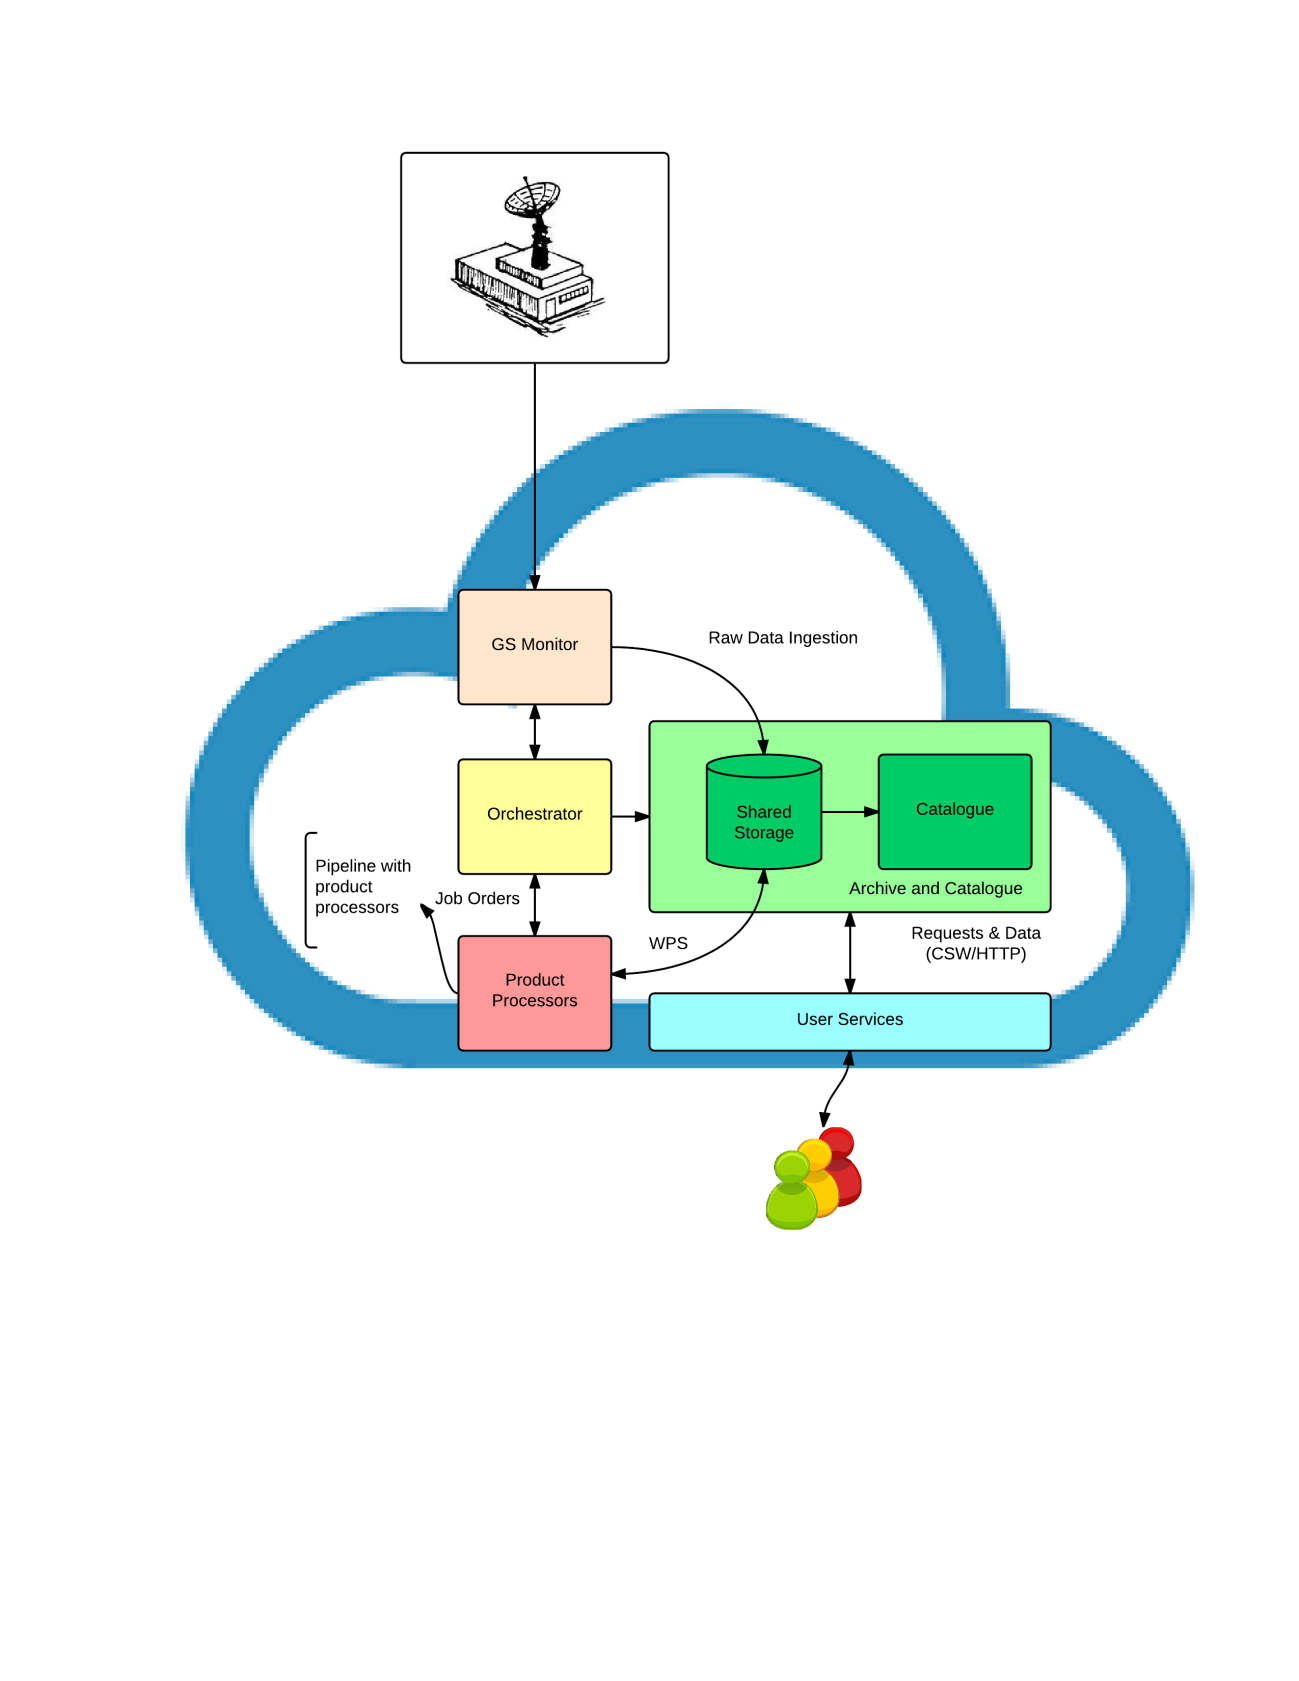 GS Monitor
Raw Data Ingestion
Orchestrator
Shared
Storage
Catalogue
Archive and Catalogue
Pipeline with
product
processors
Job Orders
WPS
Requests & Data
(CSW/HTTP)
Product
Processors
User Services